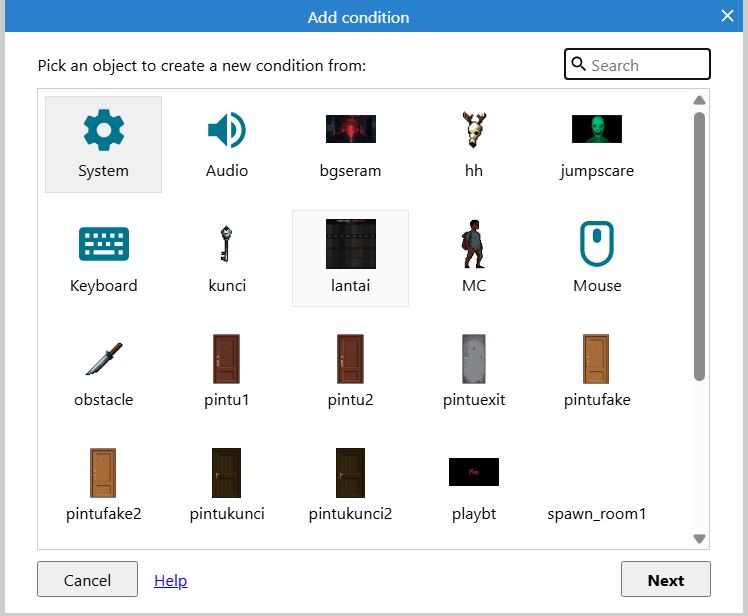 Add condition
Pick an object to create a new condition from:
Search
System
Audio
bgseram
hh
jumpscare
Keyboard
kunci
lantai
MC
Mouse
obstacle
pintu1
pintu2
pintuexit
pintufake
pintufake2
pintukunci
pintukunci2
Play
playbt
spawn_room1
Cancel
Help
Next